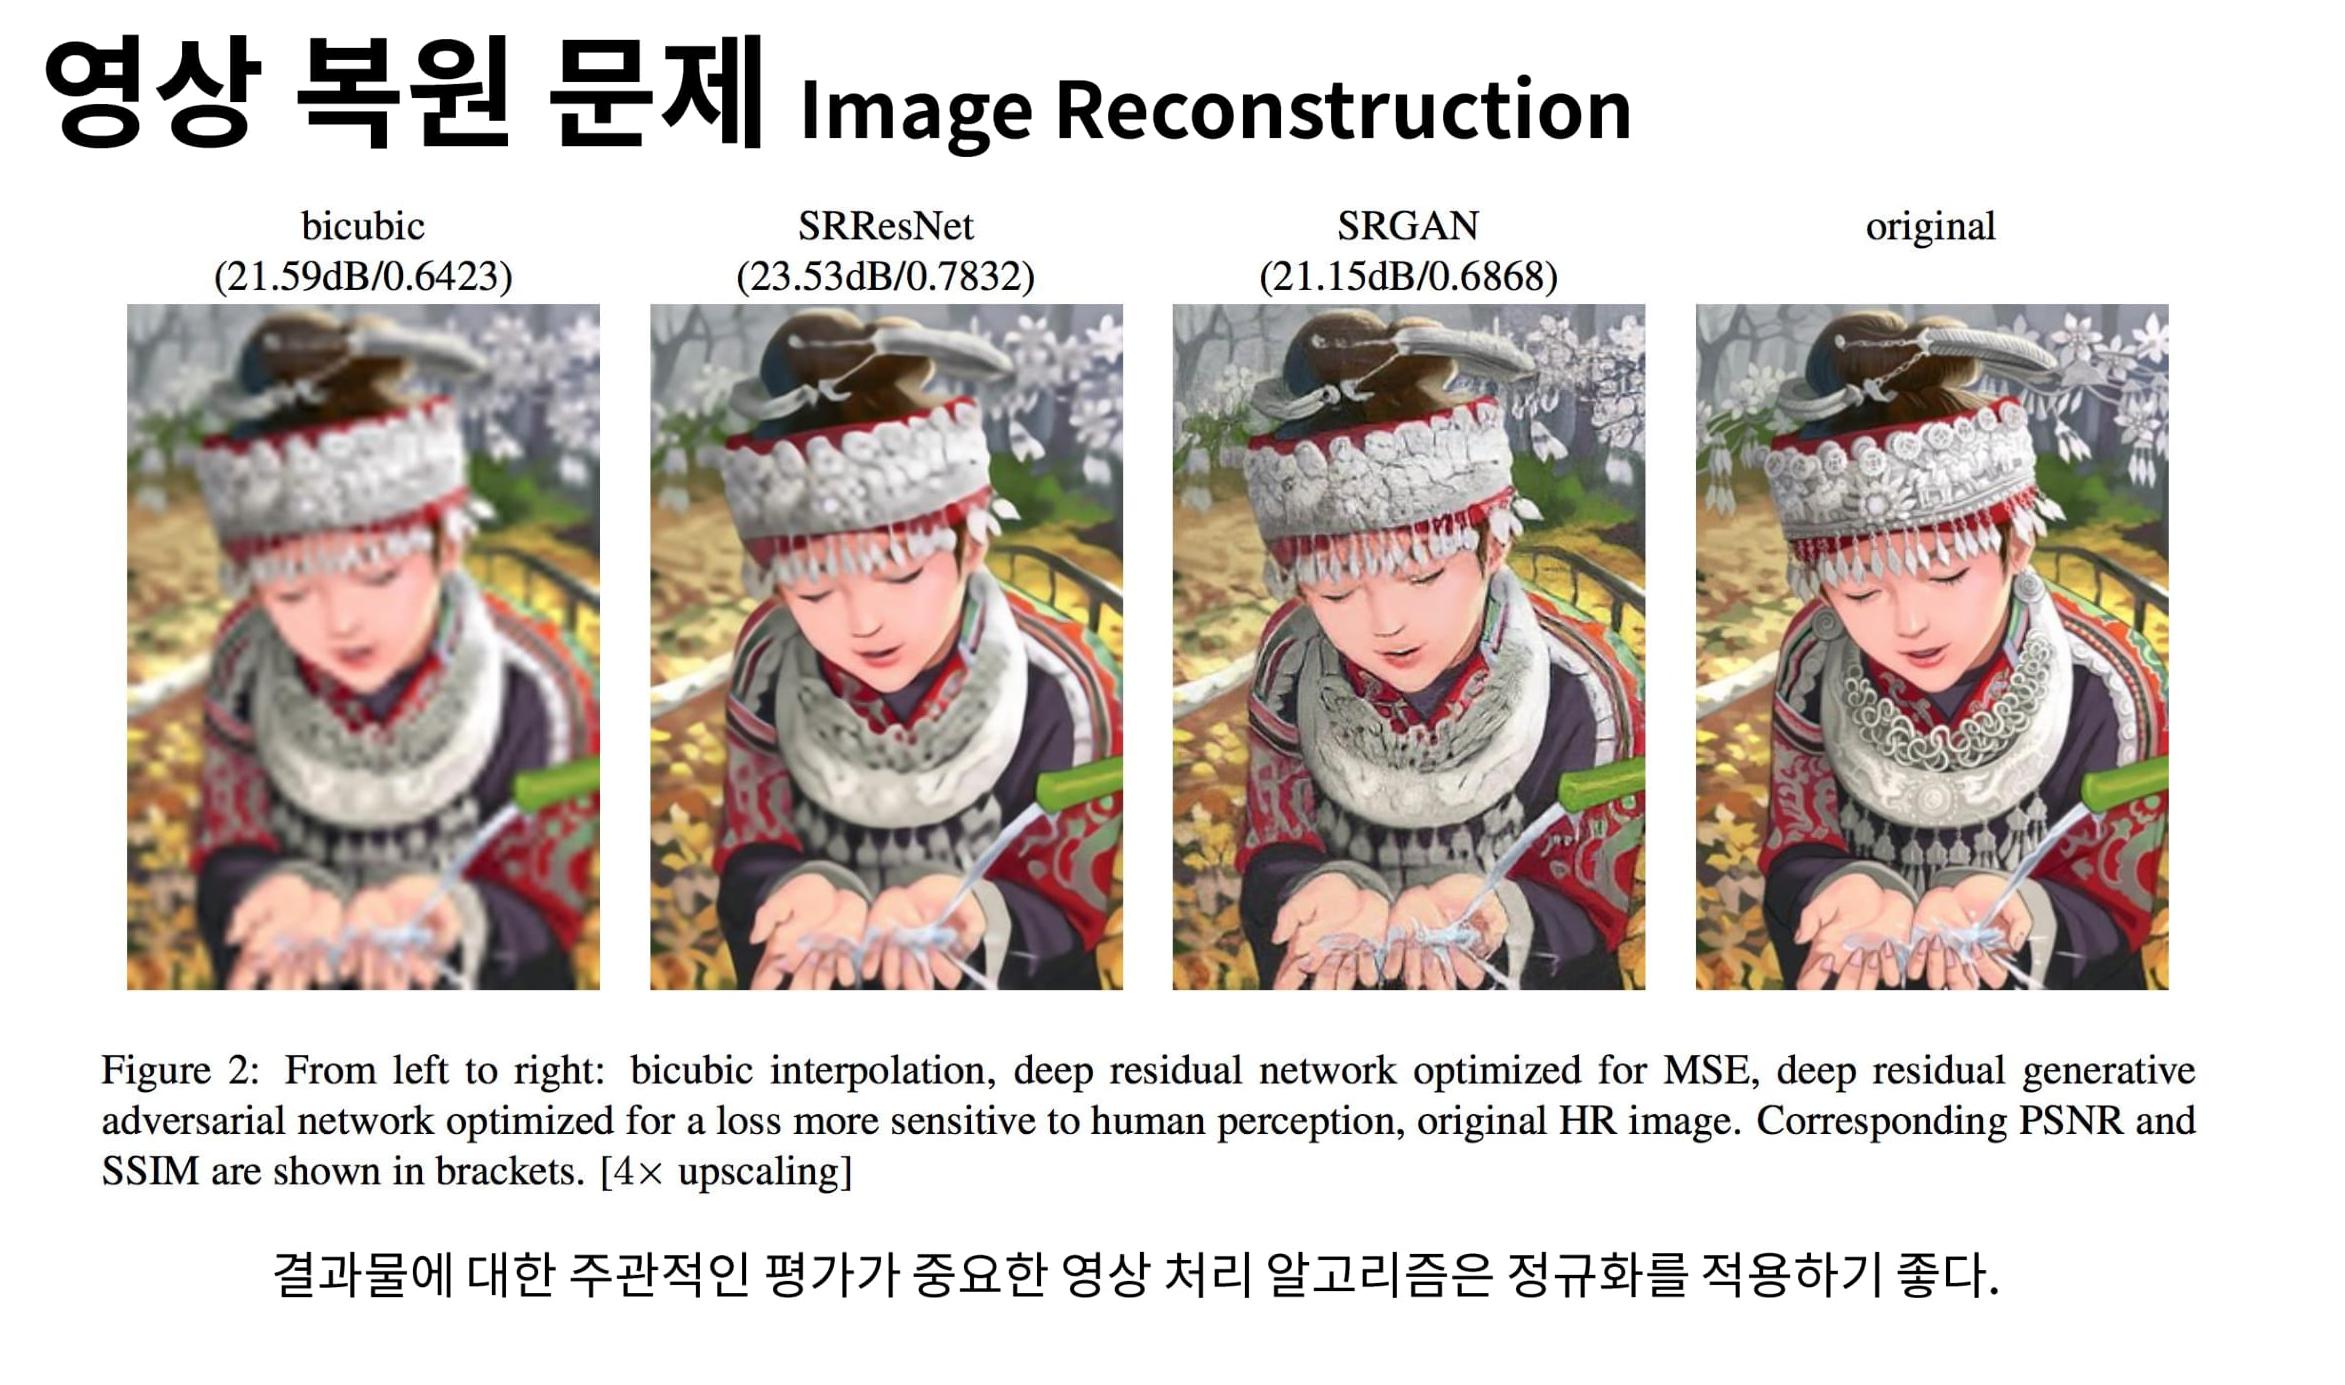 영상 복원 문제 Image Reconstruction
bicubic
(21.59dB/0.6423)
SRResNet
(23.53dB/0.7832)
SRGAN
(21.15dB/0.6868)
original
Figure 2: From left to right: bicubic interpolation, deep residual network optimized for MSE, deep residual generative
adversarial network optimized for a loss more sensitive to human perception, original HR image. Corresponding PSNR and
SSIM are shown in brackets. [4× upscaling]
결과물에 대한 주관적인 평가가 중요한 영상 처리 알고리즘은 정규화를 적용하기 좋다.